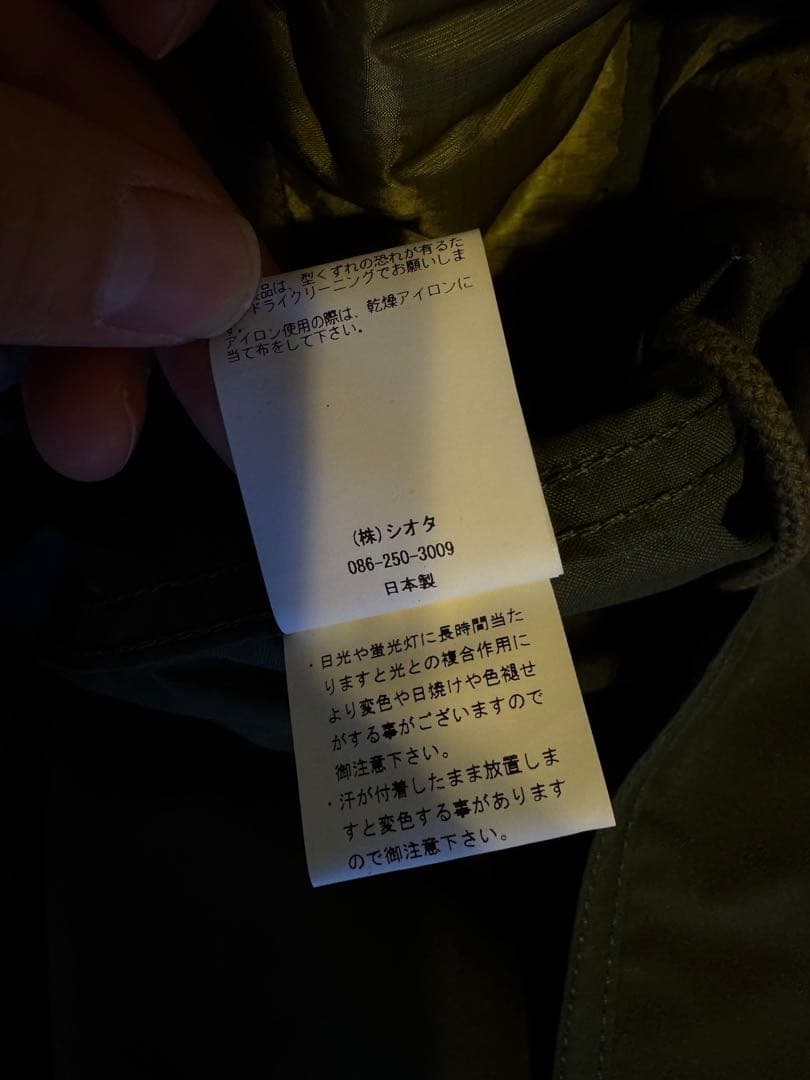 品は、型くずれの恐れが有るた
ドライクリーニングでお願いしま
す。
アイロン使用の際は、乾燥アイロンに
当て布をして下さい。
(株)シオタ
086-250-3009
日本製
・日光や蛍光灯に長時間当た
りますと光との複合作用に
より変色や日焼けや色褪せ
がする事がございますので
御注意下さい。
・汗が付着したまま放置しま
すと変色する事があります
ので御注意下さい。